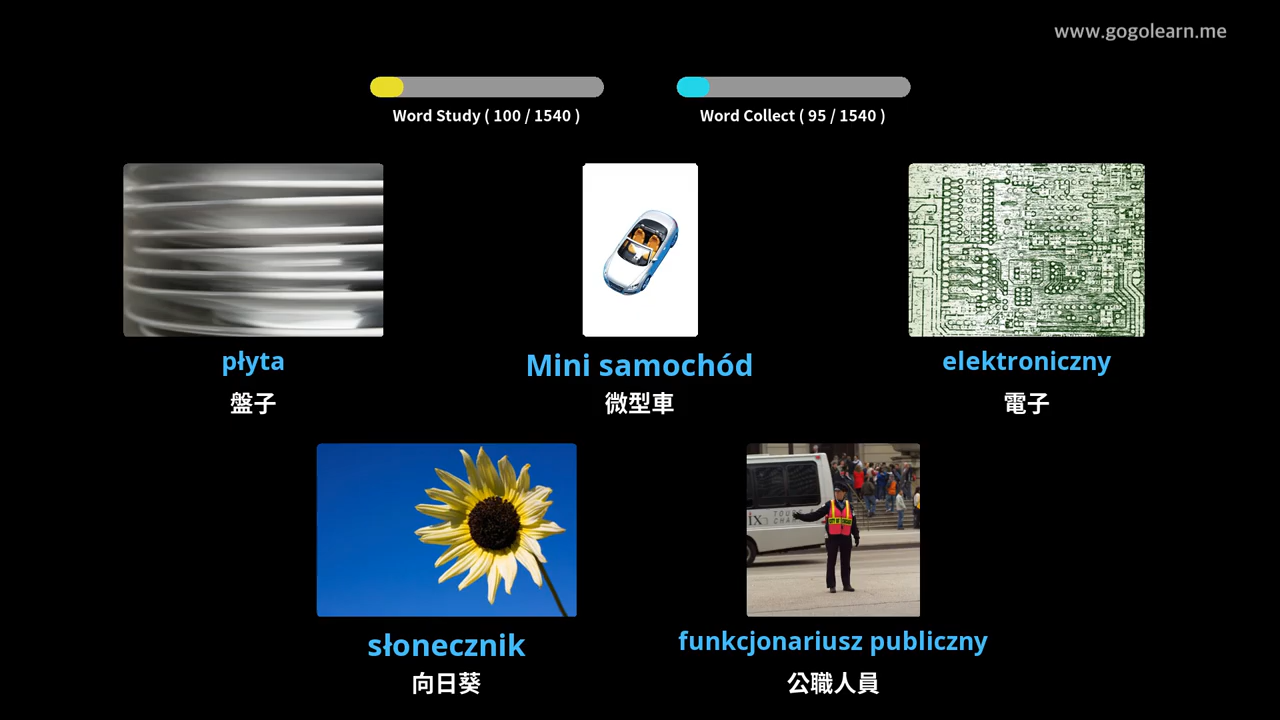 www.gogolearn.me
Word Study ( 100 / 1540 )
Word Collect ( 95 / 1540 )
płyta
盤子
Mini samochód
微型車
elektroniczny
電子
słonecznik
向日葵
funkcjonariusz publiczny
公職人員